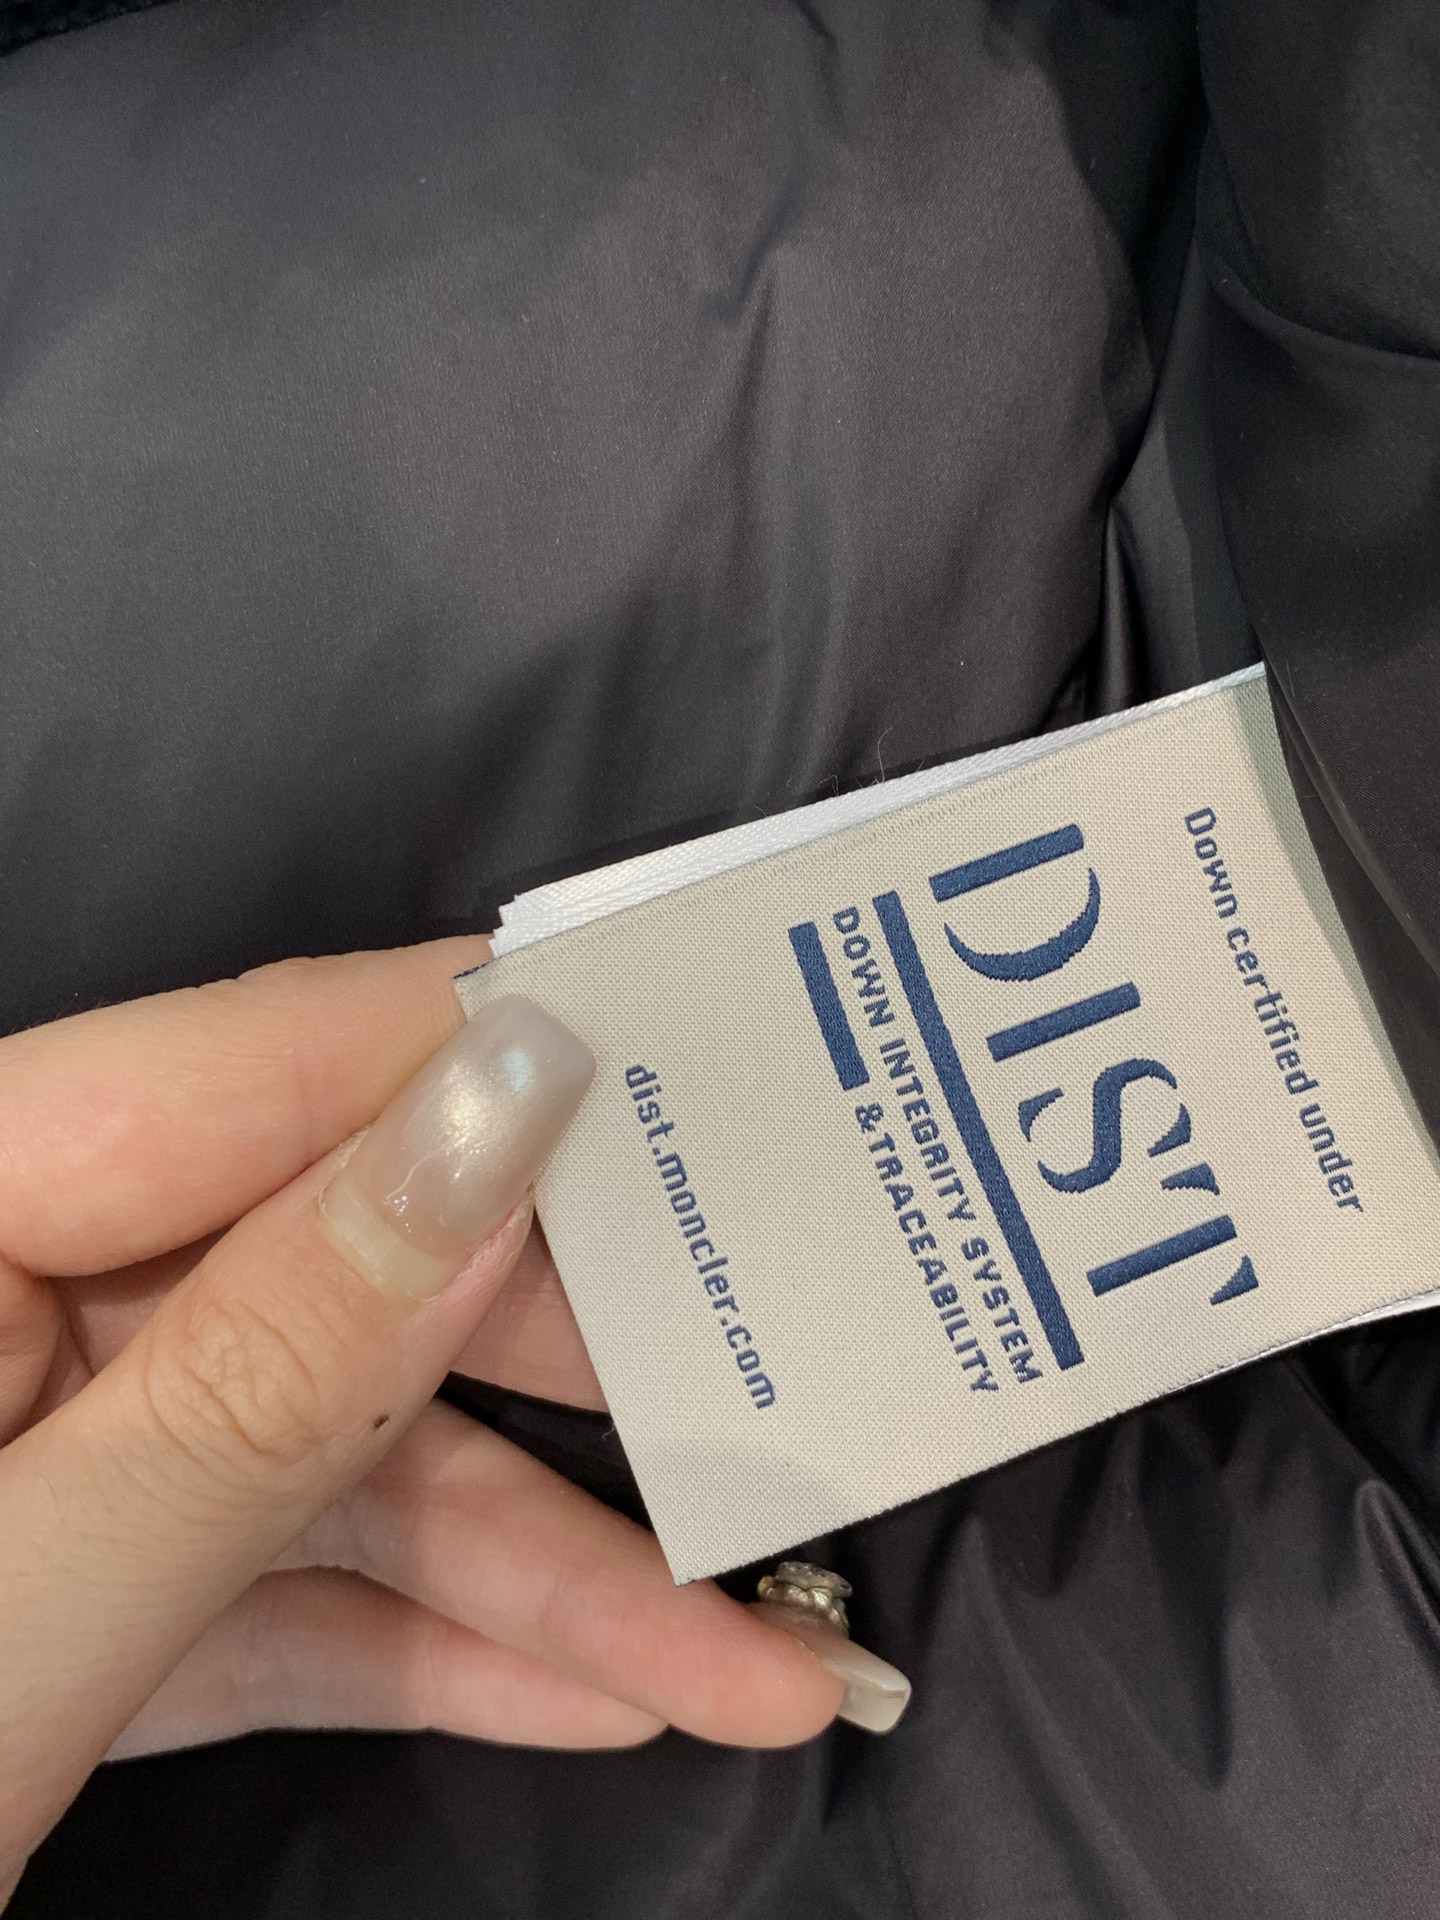 Down certified under
DIST
DOWN INTEGRITY SYSTEM
& TRACEABILITY
dist.moncler.com